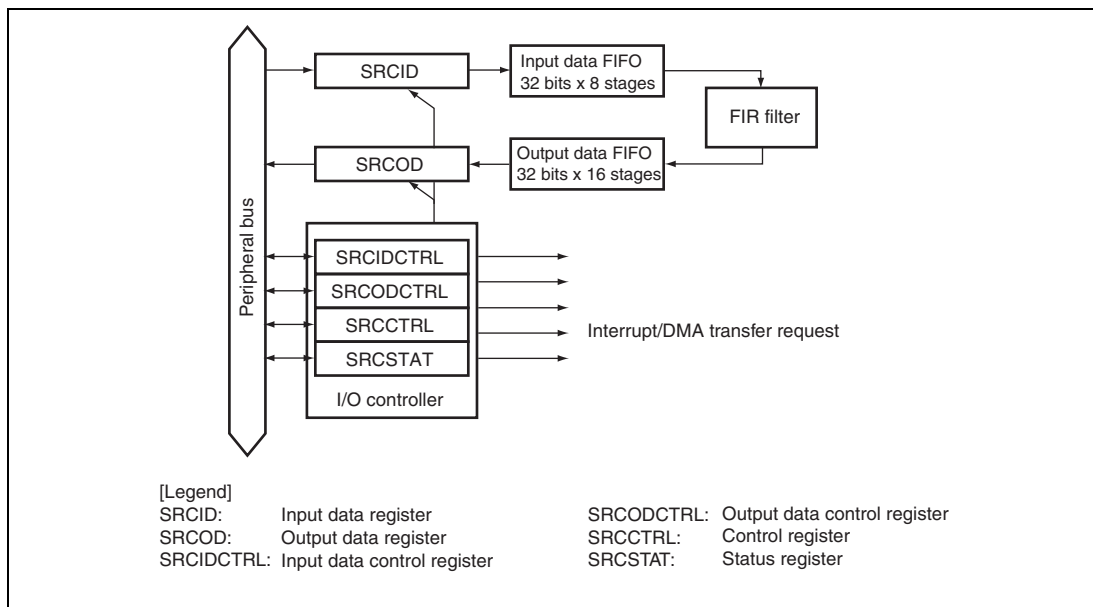 SRCID
Input data FIFO
32 bits x 8 stages
FIR filter
SRCOD
Output data FIFO
32 bits x 16 stages
Peripheral bus
SRCIDCTRL
SRCODCTRL
SRCCTRL
SRCSTAT
I/O controller
Interrupt/DMA transfer request
[Legend]
SRCID: Input data register
SRCOD: Output data register
SRCIDCTRL: Input data control register
SRCODCTRL: Output data control register
SRCCTRL: Control register
SRCSTAT: Status register